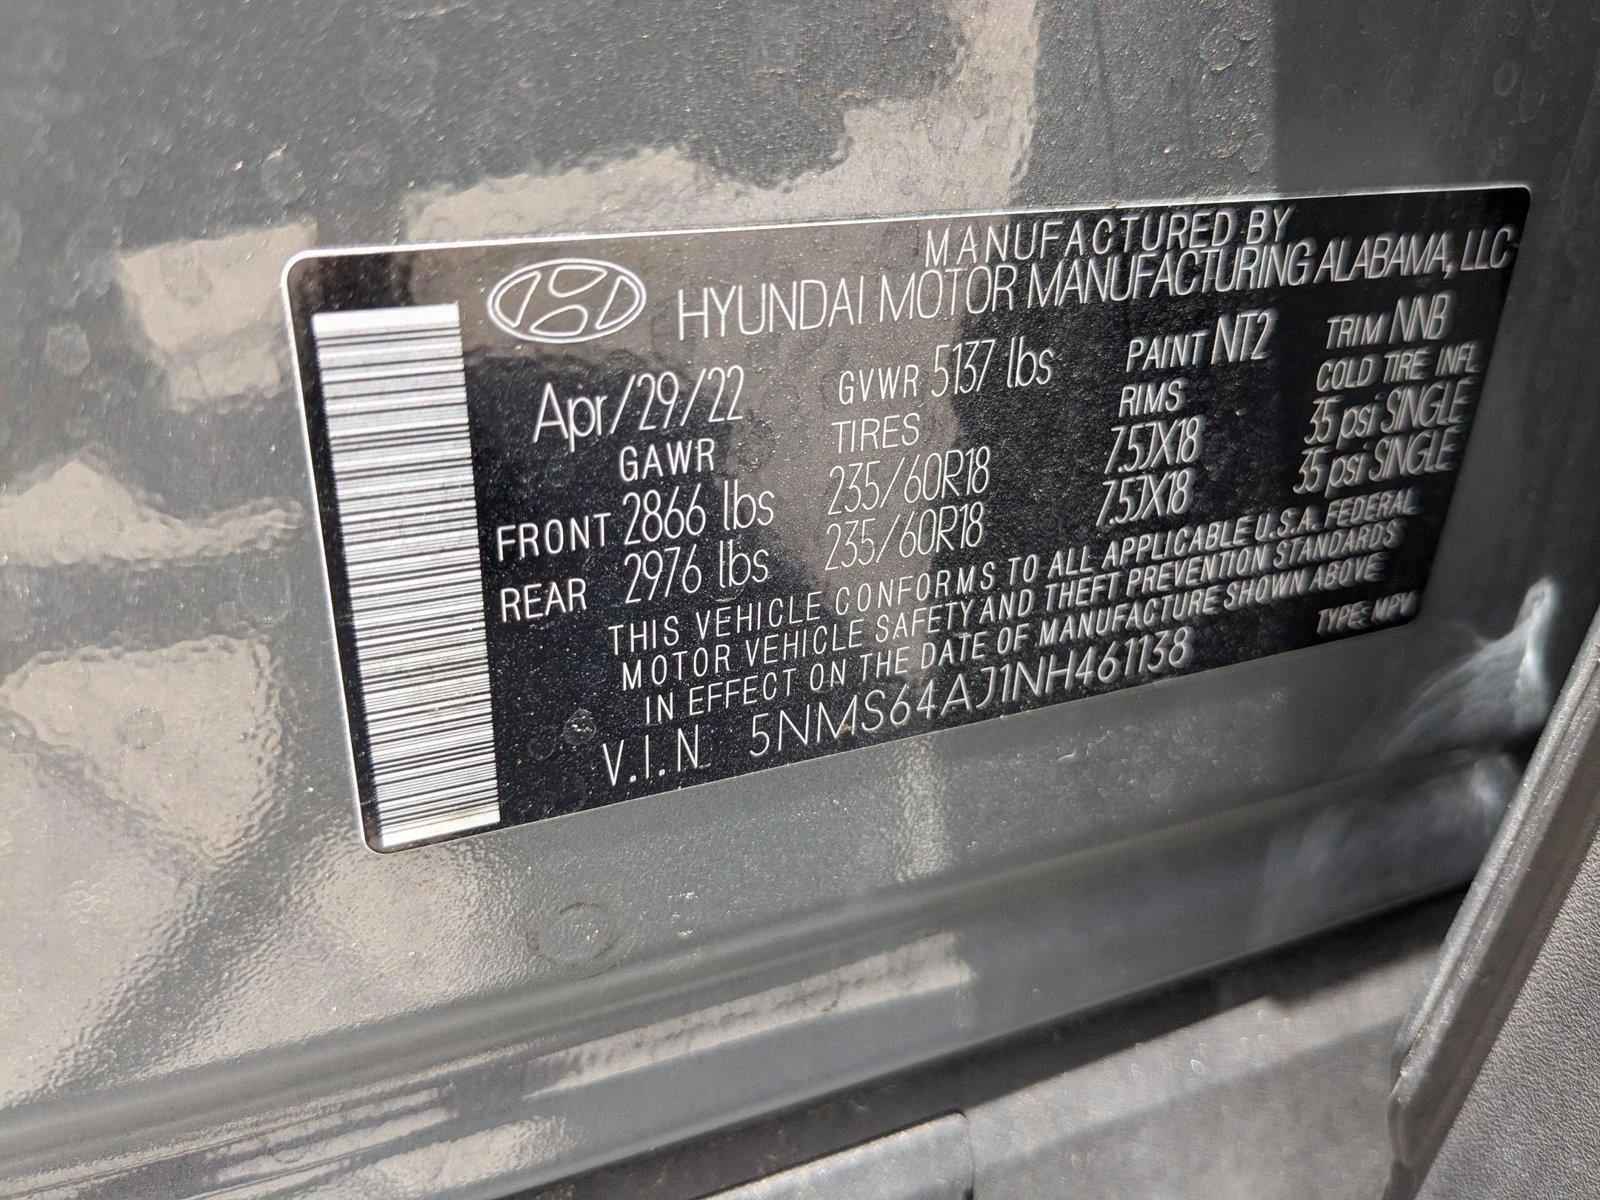 MANUFACTURED BY
HYUNDAI MOTOR MANUFACTURING ALABAMA, LLC
Apr/29/22 GVWR 5137 lbs PAINT NT2 TRIM NNB
GAWR TIRES RIMS COLD TIRE NFL
FRONT 2866 lbs 235/60R18 7.5JX18 35 psi SINGLE
REAR 2976 lbs 235/60R18 7.5JX18 35 psi SINGLE
THIS VEHICLE CONFORMS TO ALL APPLICABLE U.S.A. FEDERAL
MOTOR VEHICLE SAFETY AND THEFT PREVENTION STANDARDS
IN EFFECT ON THE DATE OF MANUFACTURE SHOWN ABOVE
V.I.N. 5NMS64AJ1NH461138 TYPE: MPV